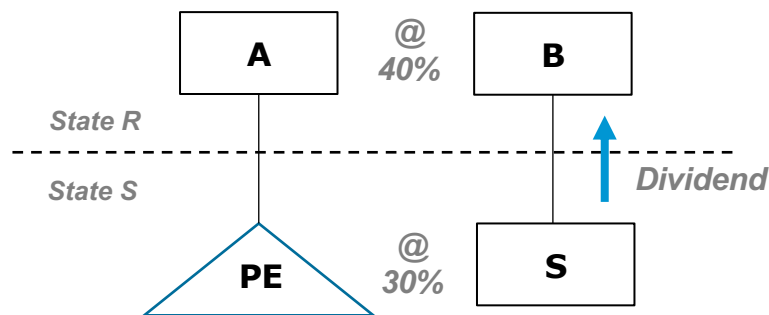 A
@
40%
B
State R
State S
Dividend
PE
@
30%
S